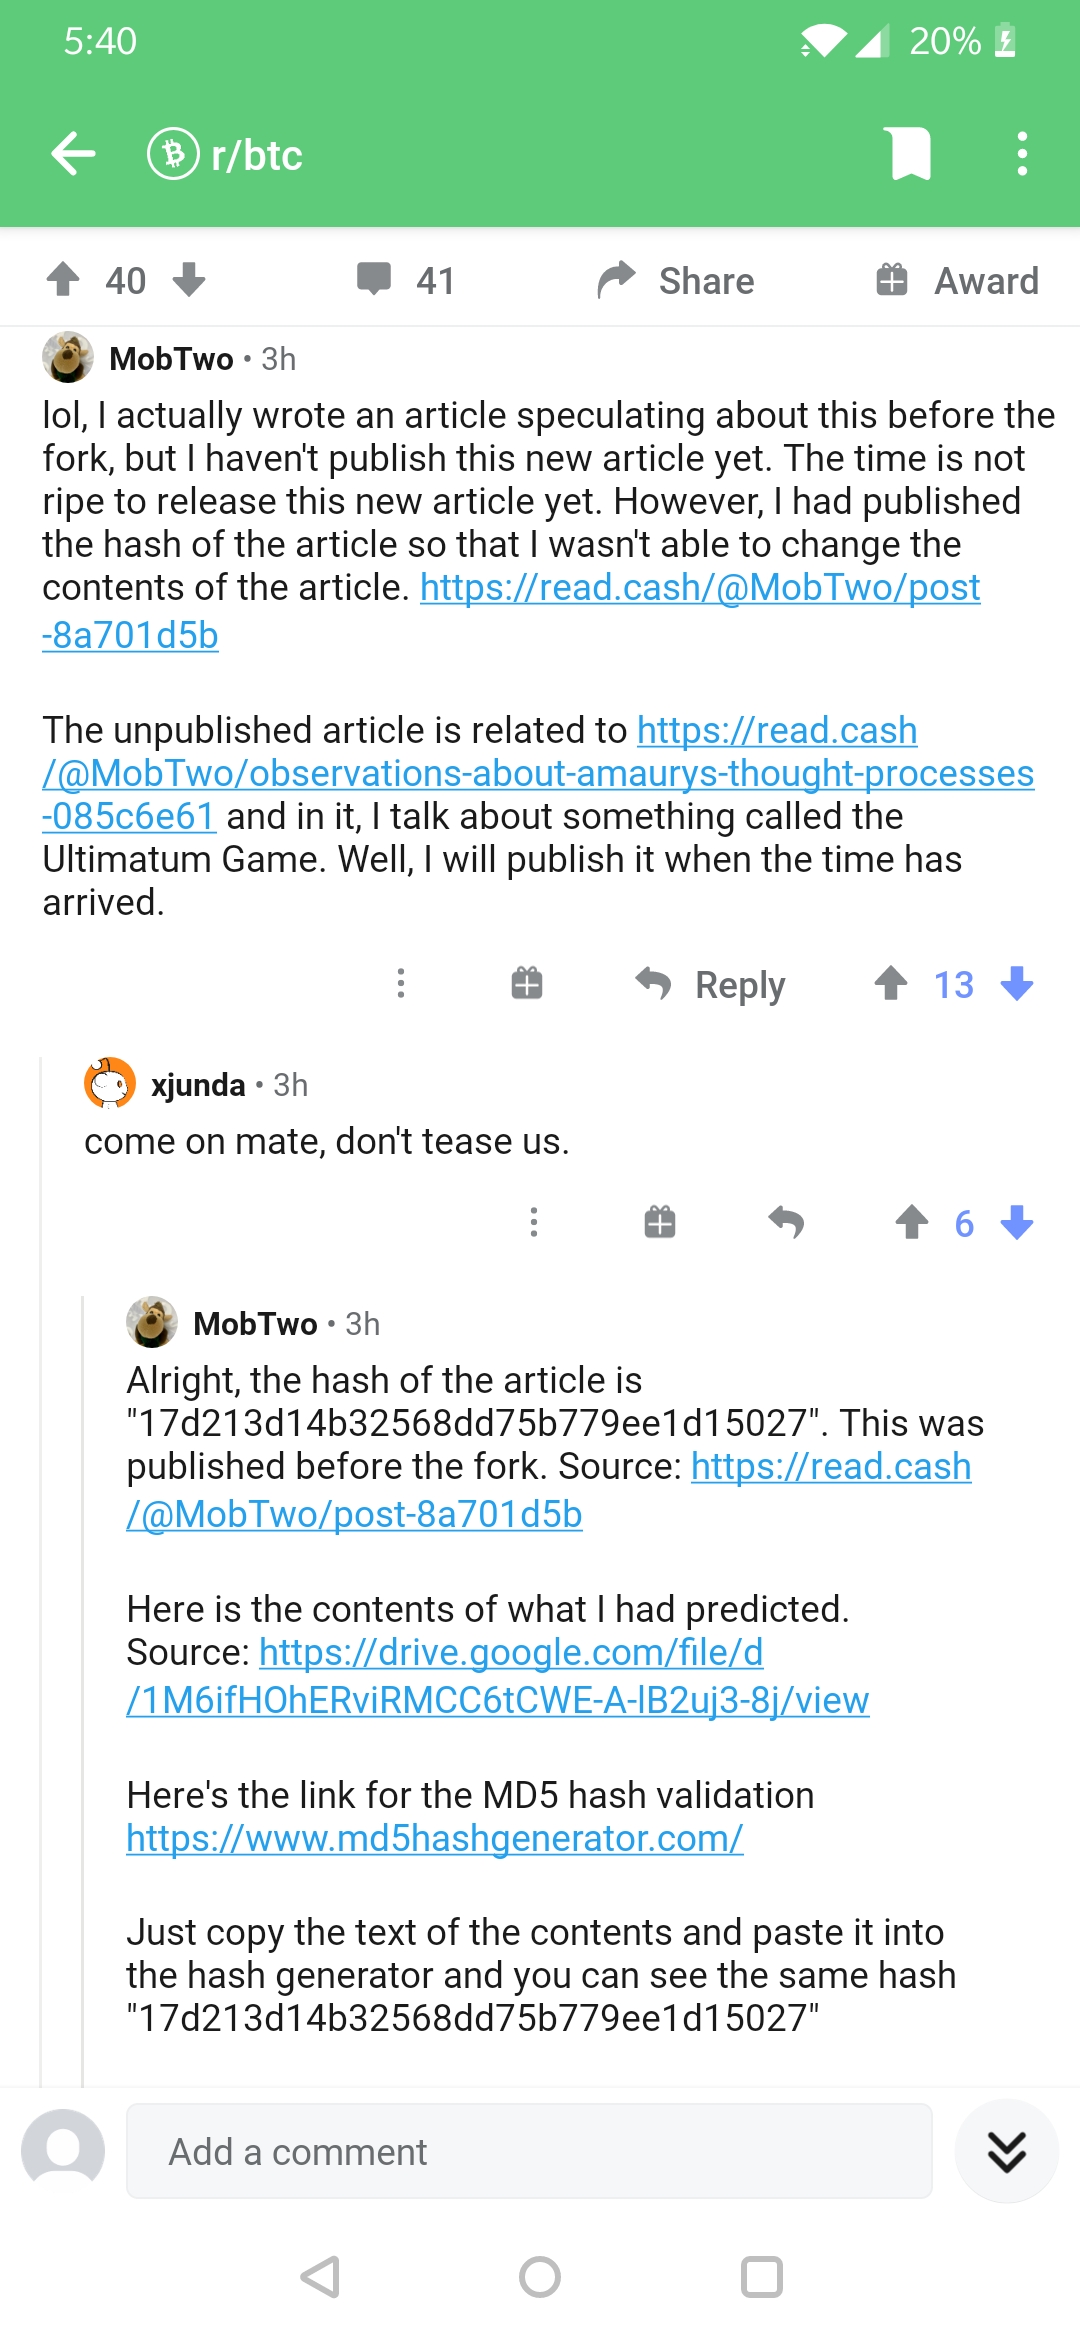 5:40
20%
r/btc
40
41
Share
Award
MobTwo • 3h
lol, I actually wrote an article speculating about this before the
fork, but I haven't publish this new article yet. The time is not
ripe to release this new article yet. However, I had published
the hash of the article so that I wasn't able to change the
contents of the article. https://read.cash/@MobTwo/post
-8a701d5b
The unpublished article is related to https://read.cash
/@MobTwo/observations-about-amaurys-thought-processes
-085c6e61 and in it, I talk about something called the
Ultimatum Game. Well, I will publish it when the time has
arrived.
Reply
13
xjunda • 3h
come on mate, don't tease us.
6
MobTwo • 3h
Alright, the hash of the article is
"17d213d14b32568dd75b779ee1d15027". This was
published before the fork. Source: https://read.cash
/@MobTwo/post-8a701d5b
Here is the contents of what I had predicted.
Source: https://drive.google.com/file/d
/1M6ifHOhERviRMCC6tCWE-A-lB2uj3-8j/view
Here's the link for the MD5 hash validation
https://www.md5hashgenerator.com/
Just copy the text of the contents and paste it into
the hash generator and you can see the same hash
"17d213d14b32568dd75b779ee1d15027"
Add a comment